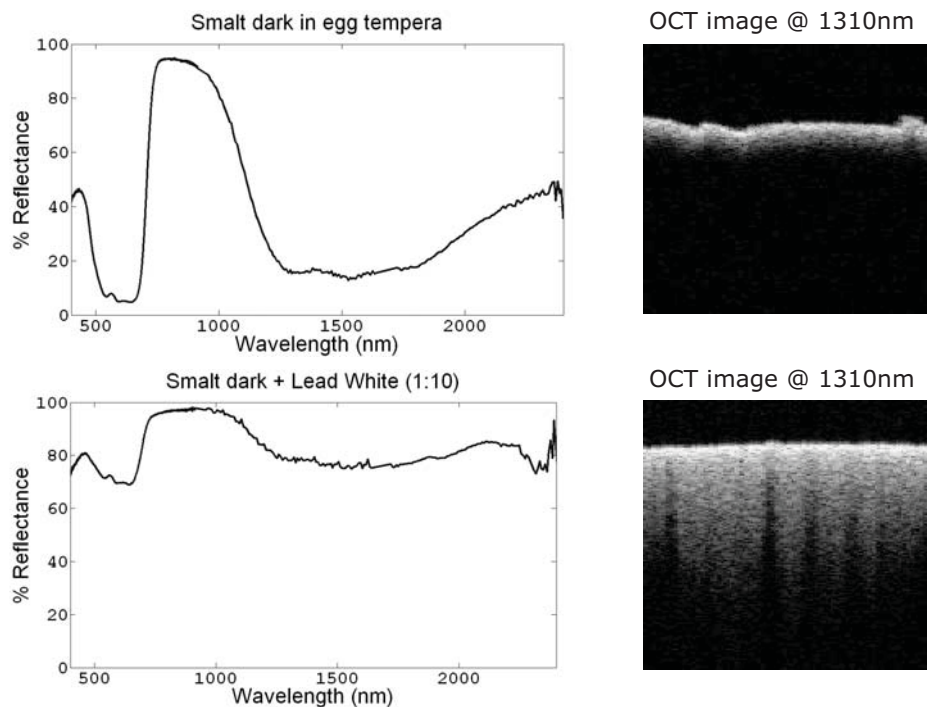 Smalt dark in egg tempera
100
80
60
40
20
0
% Reflectance
500 1000 1500 2000
Wavelength (nm)
OCT image @ 1310nm
Smalt dark + Lead White (1:10)
100
80
60
40
20
0
% Reflectance
500 1000 1500 2000
Wavelength (nm)
OCT image @ 1310nm